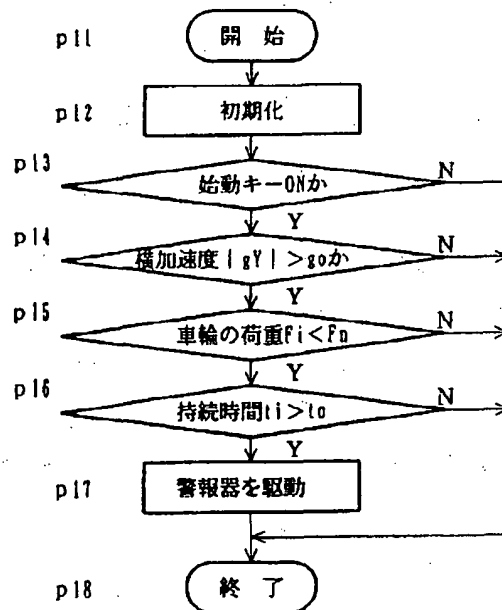 p11 開 始
p12 初期化
p13 始動キーONか N
Y
p14 横加速度|gY|>goか N
Y
p15 車輪の荷重Fi<Fn N
Y
p16 持続時間ti>to N
Y
p17 警報器を駆動
p18 終 了